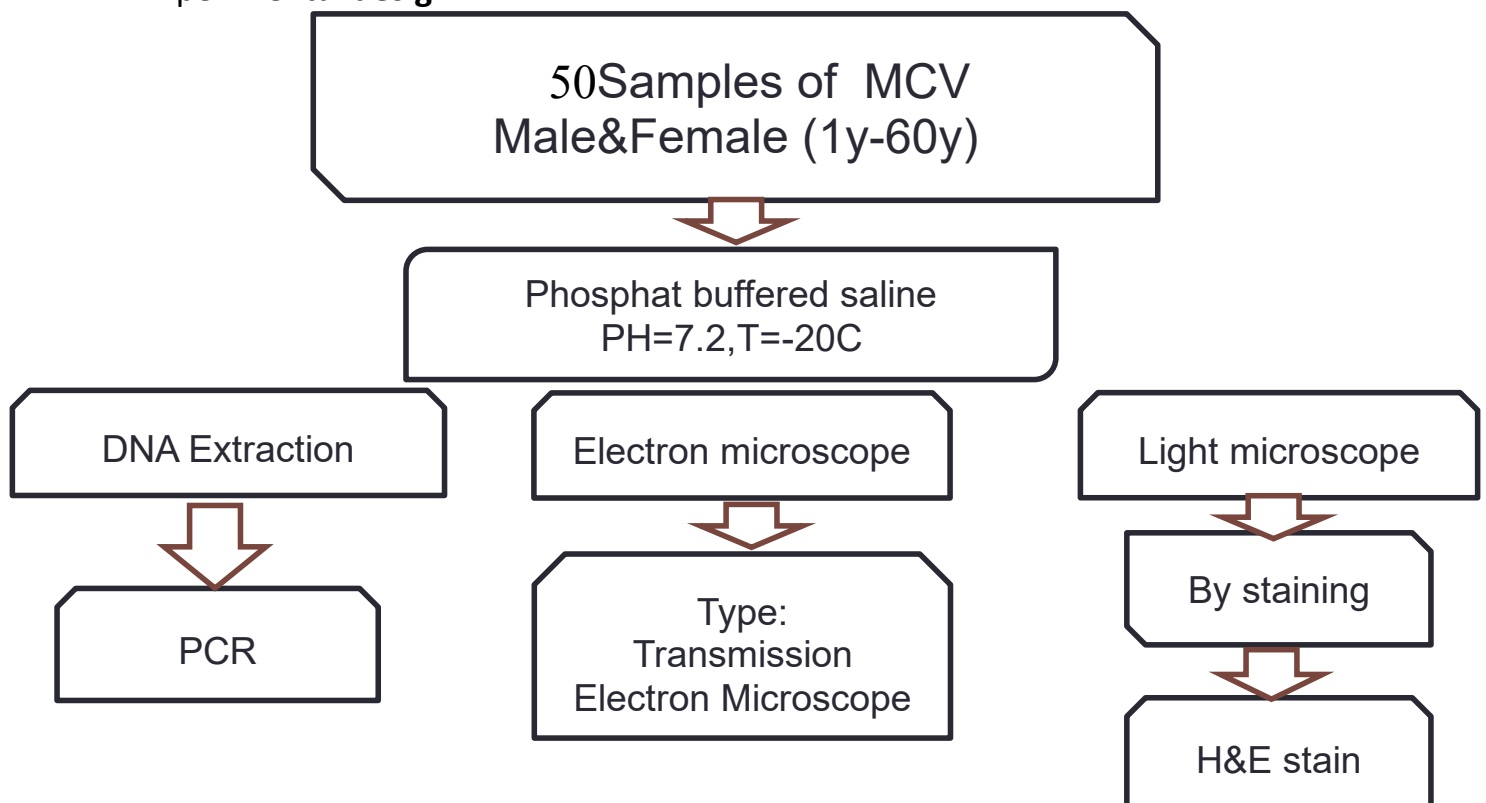 50Samples of MCV
Male&Female (1y-60y)
Phosphat buffered saline
PH=7.2,T=-20C
DNA Extraction
PCR
Electron microscope
Type:
Transmission
Electron Microscope
Light microscope
By staining
H&E stain